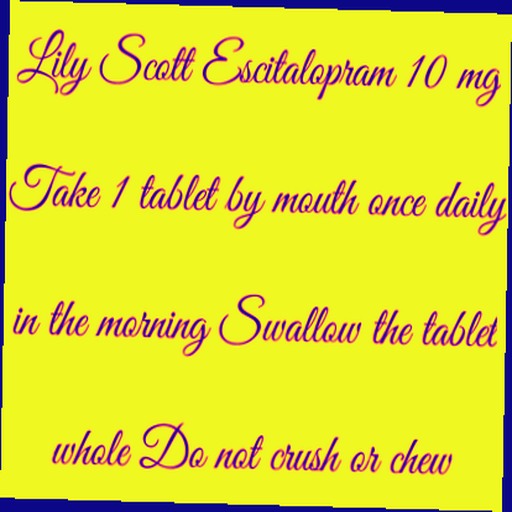 Lily Scott Escitalopram 10 mg
Take 1 tablet by mouth once daily
in the morning Swallow the tablet
whole Do not crush or chew